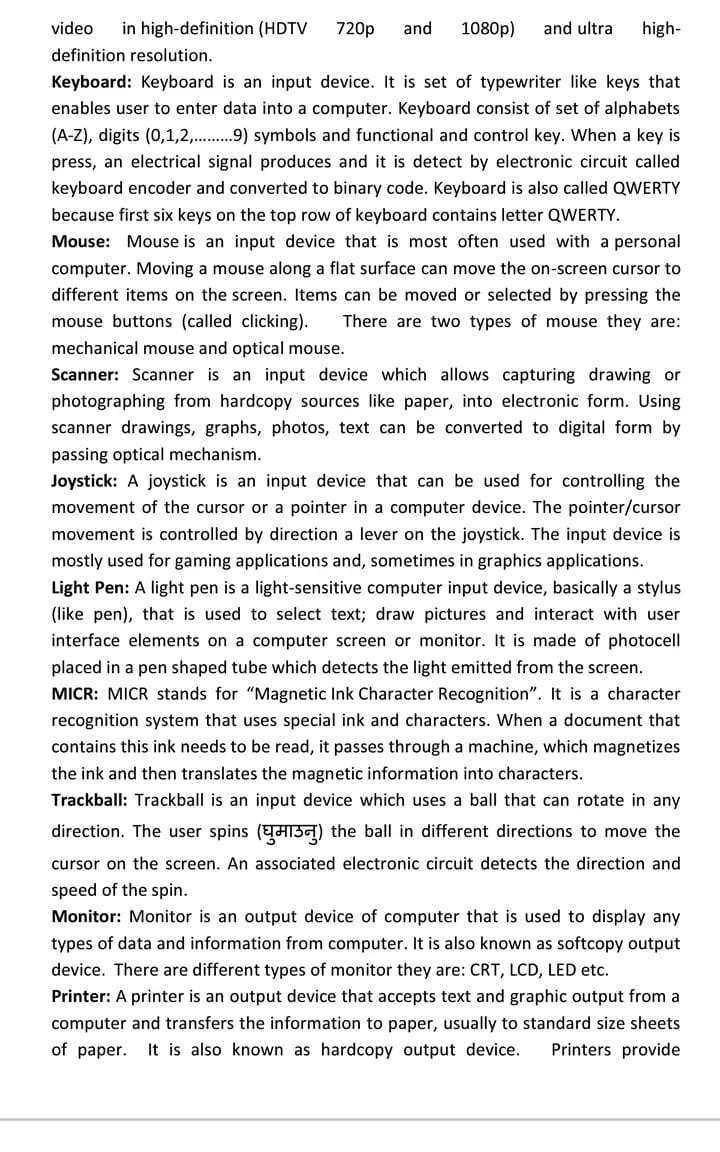 video in high-definition (HDTV 720p and 1080p) and ultra high-
definition resolution.
Keyboard: Keyboard is an input device. It is set of typewriter like keys that
enables user to enter data into a computer. Keyboard consist of set of alphabets
(A-Z), digits (0,1,2,.........9) symbols and functional and control key. When a key is
press, an electrical signal produces and it is detect by electronic circuit called
keyboard encoder and converted to binary code. Keyboard is also called QWERTY
because first six keys on the top row of keyboard contains letter QWERTY.
Mouse: Mouse is an input device that is most often used with a personal
computer. Moving a mouse along a flat surface can move the on-screen cursor to
different items on the screen. Items can be moved or selected by pressing the
mouse buttons (called clicking). There are two types of mouse they are:
mechanical mouse and optical mouse.
Scanner: Scanner is an input device which allows capturing drawing or
photographing from hardcopy sources like paper, into electronic form. Using
scanner drawings, graphs, photos, text can be converted to digital form by
passing optical mechanism.
Joystick: A joystick is an input device that can be used for controlling the
movement of the cursor or a pointer in a computer device. The pointer/cursor
movement is controlled by direction a lever on the joystick. The input device is
mostly used for gaming applications and, sometimes in graphics applications.
Light Pen: A light pen is a light-sensitive computer input device, basically a stylus
(like pen), that is used to select text; draw pictures and interact with user
interface elements on a computer screen or monitor. It is made of photocell
placed in a pen shaped tube which detects the light emitted from the screen.
MICR: MICR stands for “Magnetic Ink Character Recognition”. It is a character
recognition system that uses special ink and characters. When a document that
contains this ink needs to be read, it passes through a machine, which magnetizes
the ink and then translates the magnetic information into characters.
Trackball: Trackball is an input device which uses a ball that can rotate in any
direction. The user spins (घुमाउनु) the ball in different directions to move the
cursor on the screen. An associated electronic circuit detects the direction and
speed of the spin.
Monitor: Monitor is an output device of computer that is used to display any
types of data and information from computer. It is also known as softcopy output
device. There are different types of monitor they are: CRT, LCD, LED etc.
Printer: A printer is an output device that accepts text and graphic output from a
computer and transfers the information to paper, usually to standard size sheets
of paper. It is also known as hardcopy output device. Printers provide